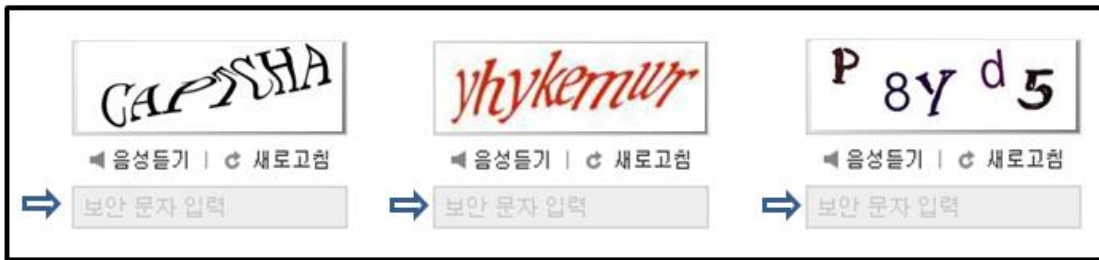 CAPTCHA yhykemwr P 8Y d 5
음성듣기 | 새로고침 음성듣기 | 새로고침 음성듣기 | 새로고침
보안 문자 입력 보안 문자 입력 보안 문자 입력